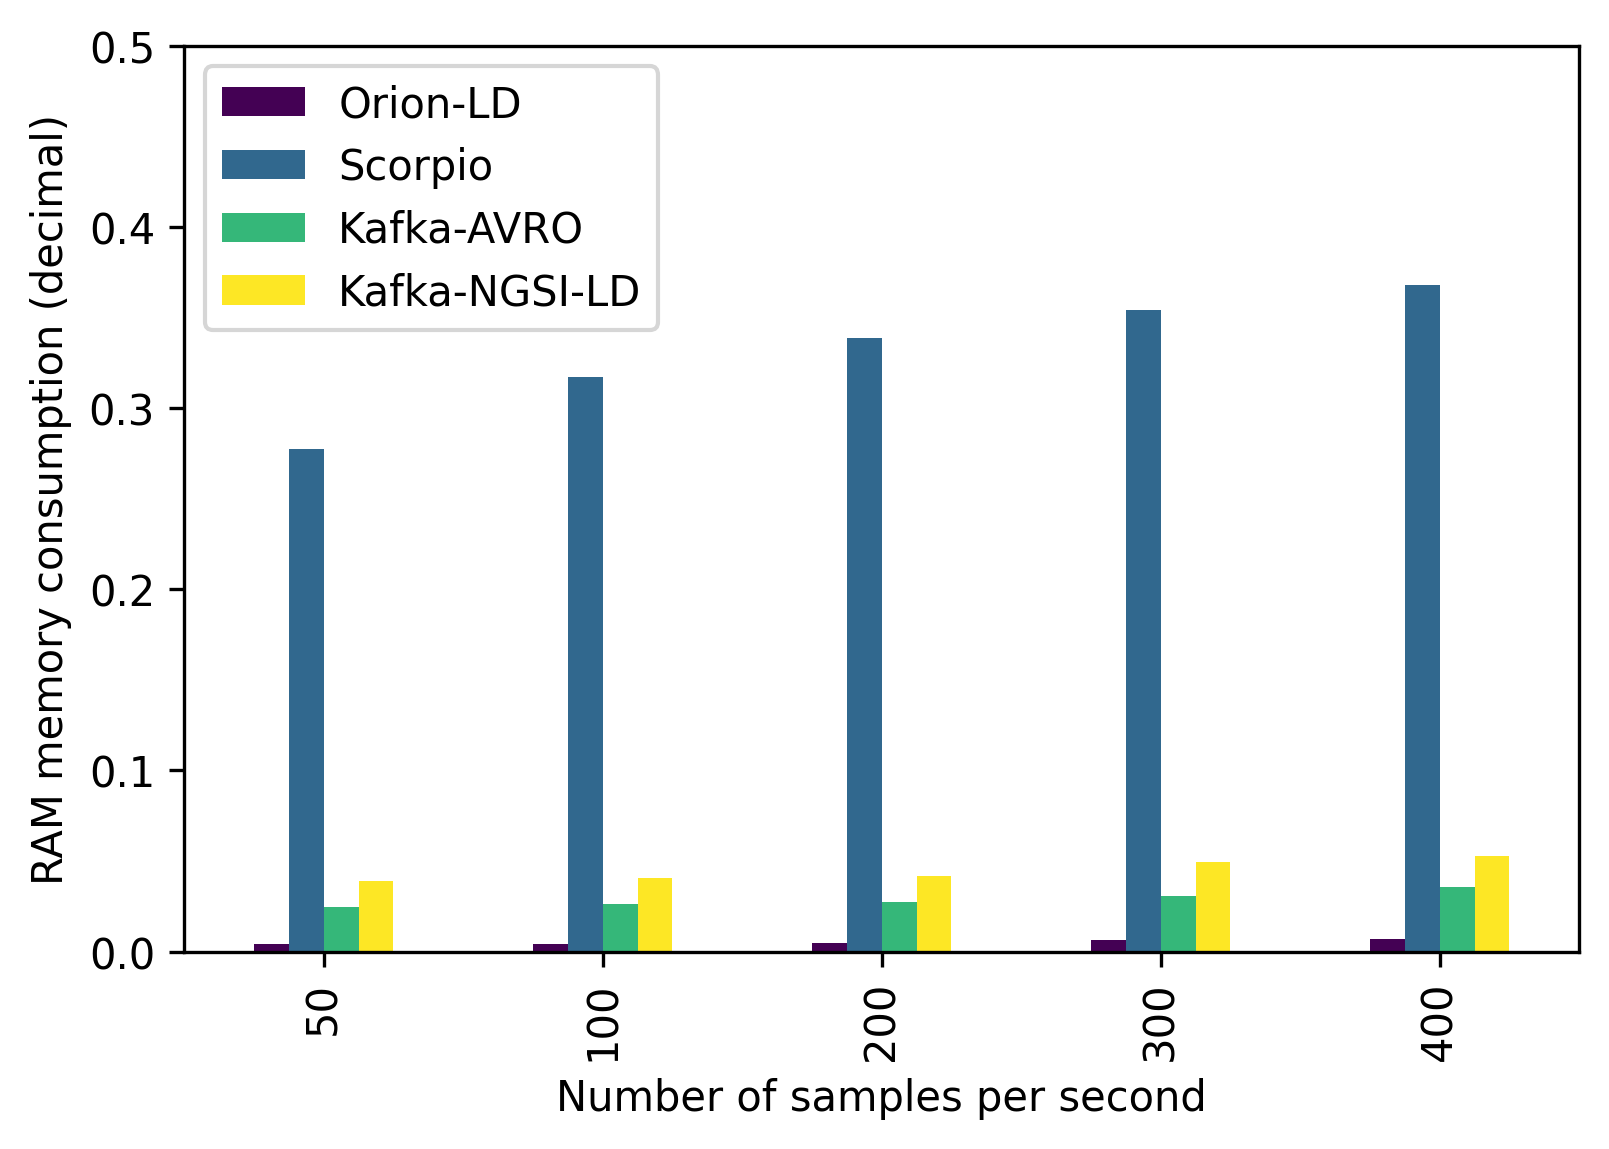 RAM memory consumption (decimal)
0.5
0.4
0.3
0.2
0.1
0.0
Orion-LD
Scorpio
Kafka-AVRO
Kafka-NGSI-LD
50
100
200
300
400
Number of samples per second